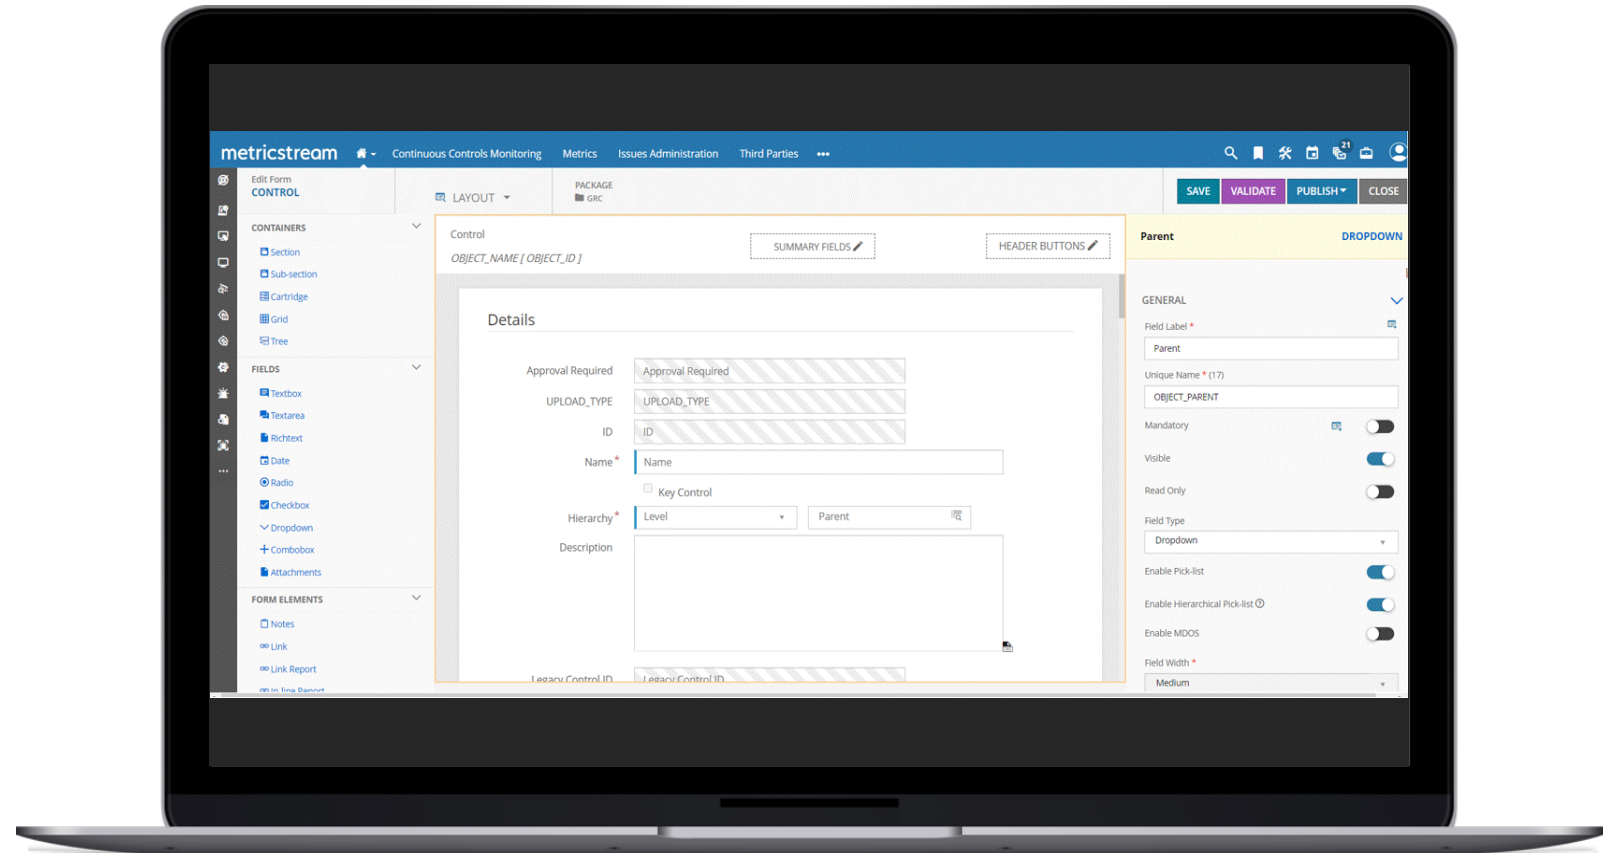 metricstream
Continuous Controls Monitoring
Metrics
Issues Administration
Third Parties
21
Edit Form
CONTROL
LAYOUT
PACKAGE
GRC
SAVE
VALIDATE
PUBLISH
CLOSE
CONTAINERS
Section
Sub-section
Cartridge
Grid
Tree
FIELDS
Textbox
Textarea
Richtext
Date
Radio
Checkbox
Dropdown
Combobox
Attachments
FORM ELEMENTS
Notes
Link
Link Report
In line Report
Control
OBJECT_NAME [ OBJECT_ID ]
SUMMARY FIELDS
HEADER BUTTONS
Details
Approval Required Approval Required
UPLOAD_TYPE UPLOAD_TYPE
ID ID
Name * Name
Key Control
Hierarchy * Level Parent
Description
Legacy Control ID Legacy Control ID
Parent DROPDOWN
GENERAL
Field Label *
Parent
Unique Name * (17)
OBJECT_PARENT
Mandatory
Visible
Read Only
Field Type
Dropdown
Enable Pick-list
Enable Hierarchical Pick-list
Enable MDOS
Field Width *
Medium